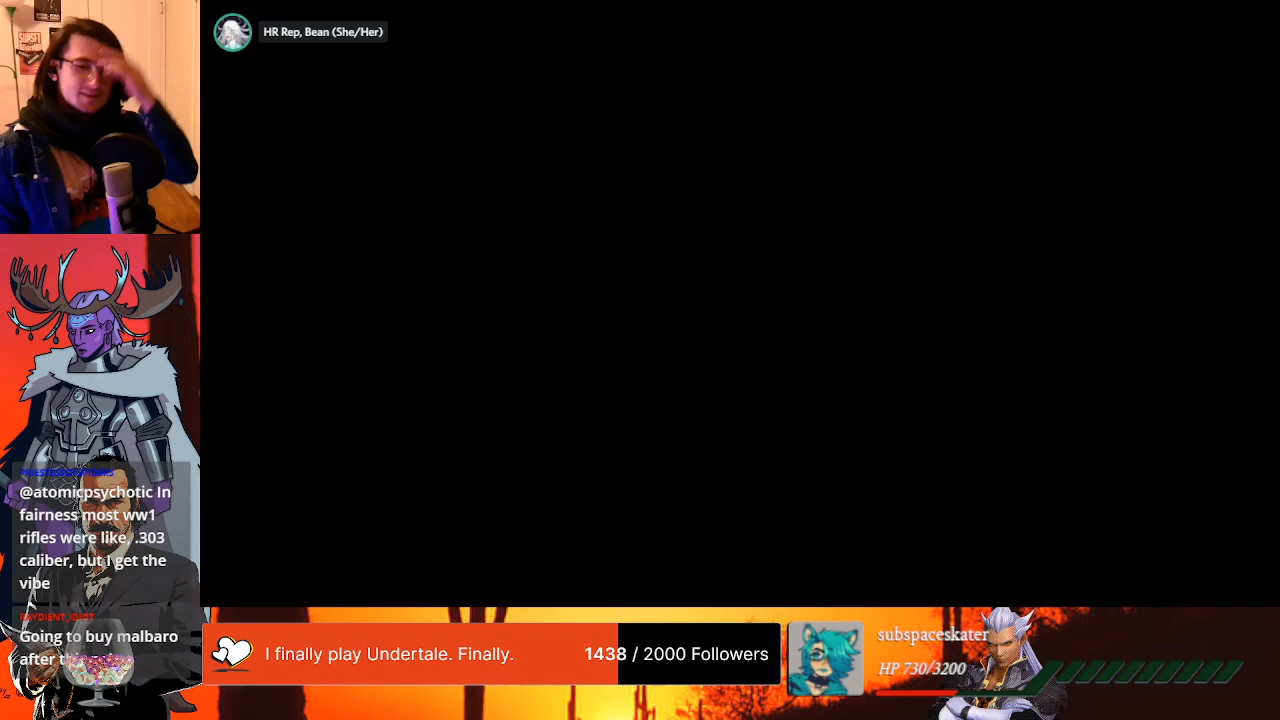 HR Rep, Bean (She/Her)
@atomicpsychotic In
fairness most ww1
rifles were like, .303
caliber, but I get the
vibe
Going to buy malbaro
after
I finally play Undertale. Finally.
1438 / 2000 Followers
subspaceskater
HP 730/3200